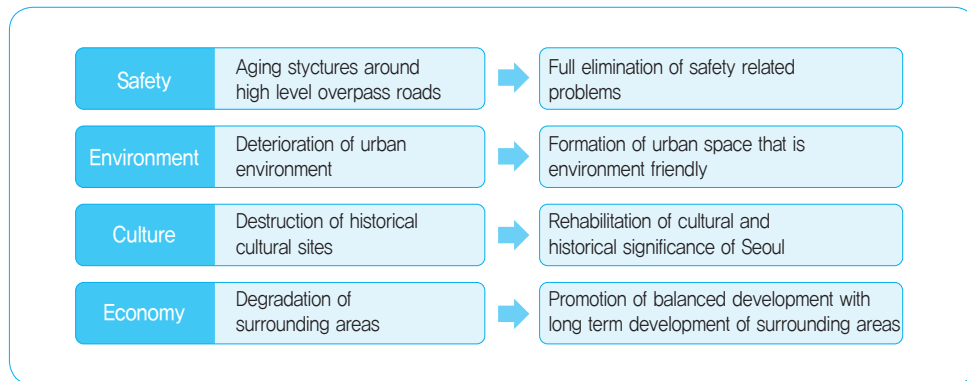 Safety
Aging styctures around
high level overpass roads
Full elimination of safety related
problems
Environment
Deterioration of urban
environment
Formation of urban space that is
environment friendly
Culture
Destruction of historical
cultural sites
Rehabilitation of cultural and
historical significance of Seoul
Economy
Degradation of
surrounding areas
Promotion of balanced development with
long term development of surrounding areas